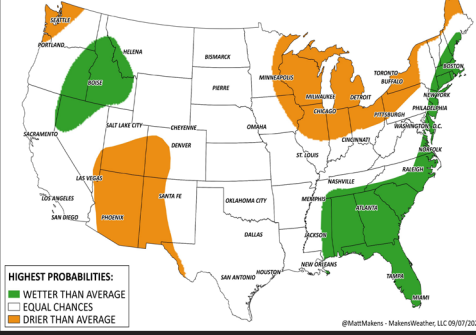 SEATTLE
PORTLAND
HELENA
BISMARCK
BOISE
PIERRE
MINNEAPOLIS
TORONTO
BUFFALO
BOSTON
MILWAUKEE
DETROIT
NEW YORK
CHICAGO
PITTSBURGH
PHILADELPHIA
SACRAMENTO
SALT LAKE CITY
CHEYENNE
OMAHA
WASHINGTON D.C.
CINCINNATI
DENVER
ST. LOUIS
NORFOLK
LAS VEGAS
RALEIGH
NASHVILLE
LOS ANGELES
SANTA FE
OKLAHOMA CITY
MEMPHIS
ATLANTA
SAN DIEGO
PHOENIX
DALLAS
JACKSON
NEW ORLEANS
HOUSTON
SAN ANTONIO
TAMPA
MIAMI
HIGHEST PROBABILITIES:
WETTER THAN AVERAGE
EQUAL CHANCES
DRIER THAN AVERAGE
@MattMakens - MakensWeather, LLC 09/07/202